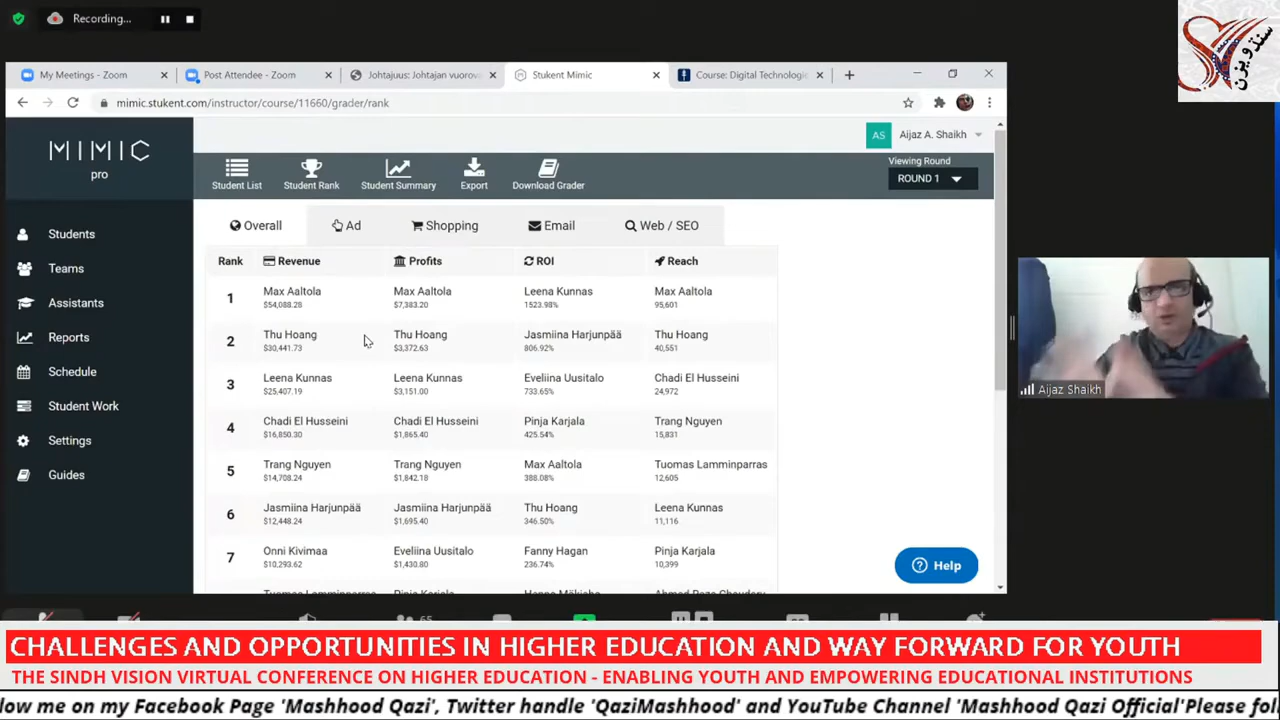 Recording...
My Meetings - Zoom
Post Attendee - Zoom
Johtajuus: Johtajan vuorova
Stukent Mimic
Course: Digital Technologie
mimic.stukent.com/instructor/course/11660/grader/rank
سنڌ ويزن
MIMIC
pro
AS
Aijaz A. Shaikh
Student List
Student Rank
Student Summary
Export
Download Grader
Viewing Round
ROUND 1
Students
Teams
Assistants
Reports
Schedule
Student Work
Settings
Guides
Overall
Ad
Shopping
Email
Web / SEO
Rank Revenue Profits ROI Reach
1 Max Aaltola Max Aaltola Leena Kunnas Max Aaltola
$54,088.28 $7,383.20 1523.98% 95,601
2 Thu Hoang Thu Hoang Jasmiina Harjunpää Thu Hoang
$30,441.73 $3,372.63 806.92% 40,551
3 Leena Kunnas Leena Kunnas Eveliina Uusitalo Chadi El Husseini
$25,407.19 $3,151.00 733.65% 24,972
4 Chadi El Husseini Chadi El Husseini Pinja Karjala Trang Nguyen
$16,850.30 $1,865.40 425.54% 15,831
5 Trang Nguyen Trang Nguyen Max Aaltola Tuomas Lamminparras
$14,708.24 $1,842.18 388.08% 12,605
6 Jasmiina Harjunpää Jasmiina Harjunpää Thu Hoang Leena Kunnas
$12,448.24 $1,695.40 346.50% 11,116
7 Onni Kivimaa Eveliina Uusitalo Fanny Hagan Pinja Karjala
$10,293.62 $1,430.80 236.74% 10,399
Help
Aijaz Shaikh
65
CHALLENGES AND OPPORTUNITIES IN HIGHER EDUCATION AND WAY FORWARD FOR YOUTH
THE SINDH VISION VIRTUAL CONFERENCE ON HIGHER EDUCATION - ENABLING YOUTH AND EMPOWERING EDUCATIONAL INSTITUTIONS
low me on my Facebook Page 'Mashhood Qazi', Twitter handle 'QaziMashhood' and YouTube Channel 'Mashhood Qazi Official'Please fol